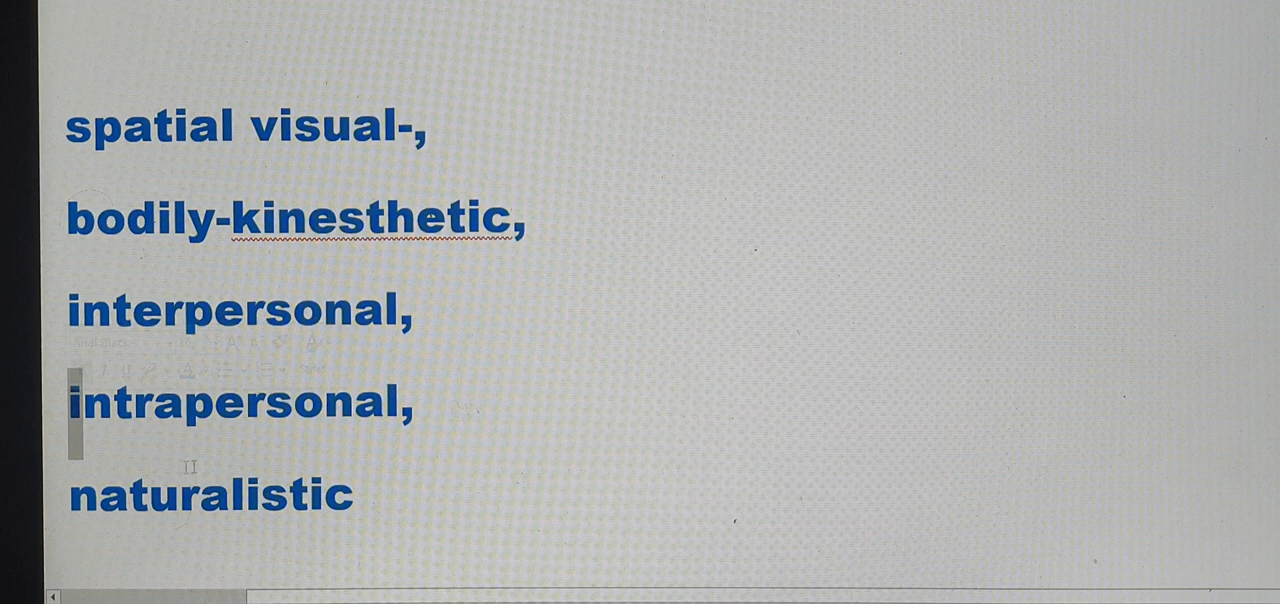 spatial visual-,
bodily-kinesthetic,
interpersonal,
intrapersonal,
naturalistic